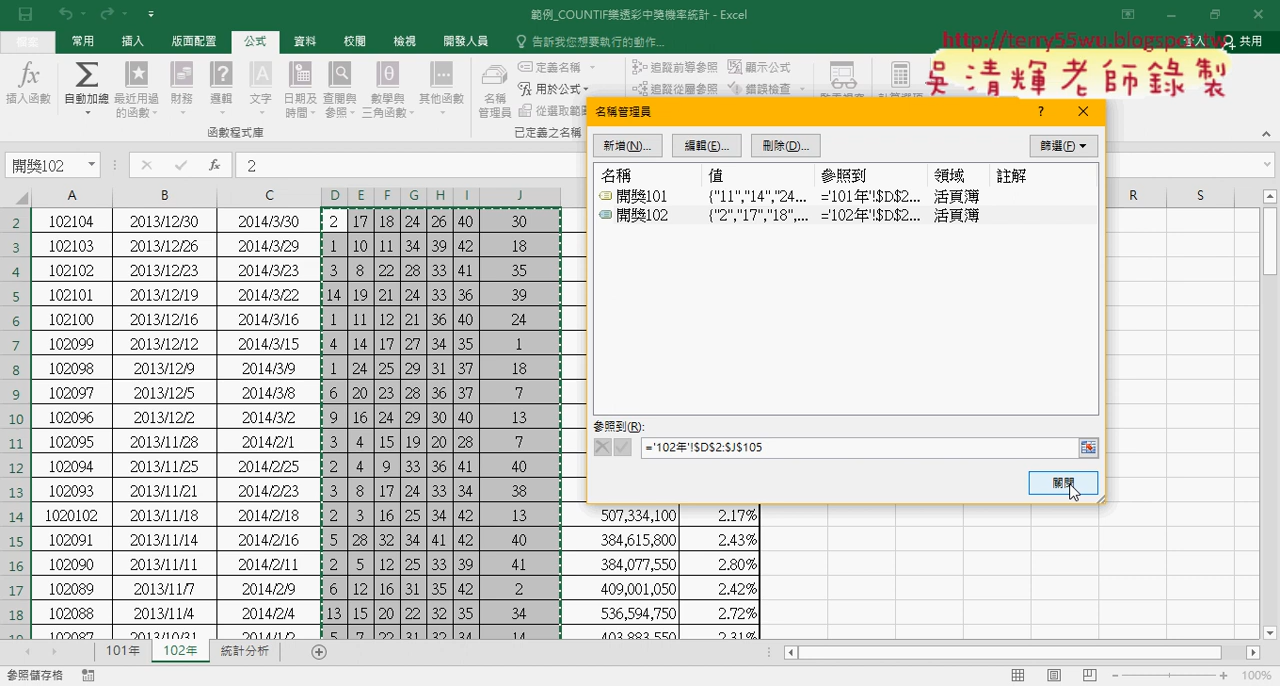 範例_COUNTIF樂透彩中獎機率統計 - Excel
http://terry55wu.blogspot.tw
吳清輝老師錄製
常用 插入 版面配置 公式 資料 校閱 檢視 開發人員 告訴我您想要執行的動作... 共用
插入函數 自動加總 最近用過的函數 財務 邏輯 文字 日期及時間 查閱與參照 數學與三角函數 其他函數 名稱管理員
定義名稱 用於公式 從選取範圍
追蹤前導參照 顯示公式
追蹤從屬參照 錯誤檢查
函數程式庫 已定義之名稱
開獎102 fx 2
名稱管理員 ?
新增(N)... 編輯(E)... 刪除(D)... 篩選(F)
名稱 值 參照到 領域 註解
開獎101 {"11","14","24... ='101年'!$D$2... 活頁簿
開獎102 {"2","17","18",... ='102年'!$D$2... 活頁簿
參照到(R):
='102年'!$D$2:$J$105
關閉
A B C D E F G H I J R S
2 102104 2013/12/30 2014/3/30 2 17 18 24 26 40 30
3 102103 2013/12/26 2014/3/29 1 10 11 34 39 42 18
4 102102 2013/12/23 2014/3/23 3 8 22 28 33 41 35
5 102101 2013/12/19 2014/3/22 14 19 21 24 33 36 39
6 102100 2013/12/16 2014/3/16 1 11 12 21 36 40 24
7 102099 2013/12/12 2014/3/15 4 14 17 27 34 35 1
8 102098 2013/12/9 2014/3/9 1 24 25 29 31 37 18
9 102097 2013/12/5 2014/3/8 6 20 23 28 36 37 7
10 102096 2013/12/2 2014/3/2 9 16 24 29 30 40 13
11 102095 2013/11/28 2014/2/1 3 4 15 19 20 28 7
12 102094 2013/11/25 2014/2/25 2 4 9 33 36 41 40
13 102093 2013/11/21 2014/2/23 3 8 17 24 33 34 38
14 1020102 2013/11/18 2014/2/18 2 3 16 25 34 42 13 507,334,100 2.17%
15 102091 2013/11/14 2014/2/16 5 28 32 34 41 42 40 384,615,800 2.43%
16 102090 2013/11/11 2014/2/11 2 5 12 25 33 39 41 384,077,550 2.80%
17 102089 2013/11/7 2014/2/9 6 12 16 31 35 42 2 409,001,050 2.42%
18 102088 2013/11/4 2014/2/4 13 15 20 22 32 35 34 536,594,750 2.72%
102087 2013/10/31 2014/1/2 5 7 22 31 32 34 14 403,883,550 2.31%
101年 102年 統計分析
參照儲存格 100%